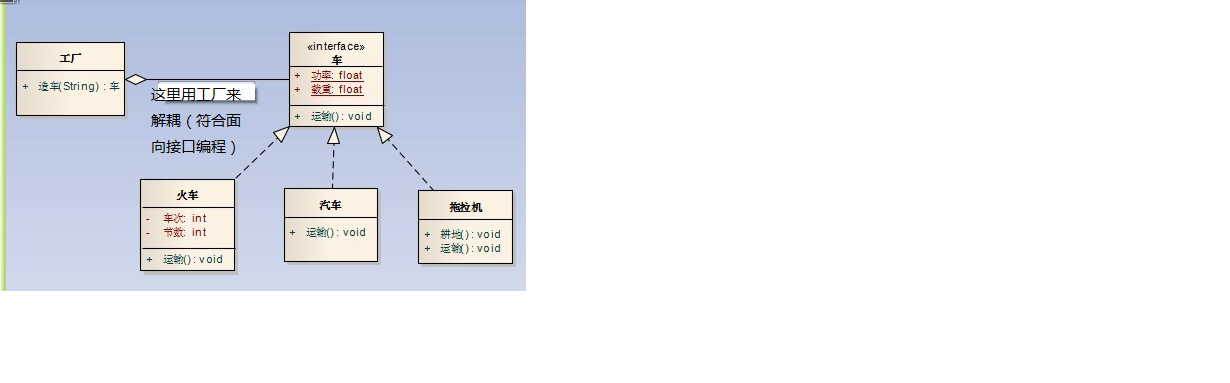 工厂
+ 造车(String) : 车
«interface»
车
+ 功率: float
+ 载重: float
+ 运输() : void
这里用工厂来
解耦（符合面
向接口编程）
火车
- 车次: int
- 节数: int
+ 运输() : void
汽车
+ 运输() : void
拖拉机
+ 耕地() : void
+ 运输() : void